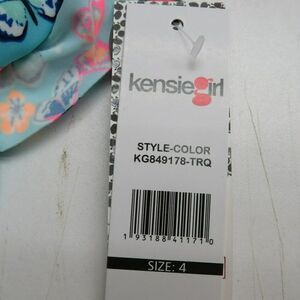 kensiegirl
STYLE-COLOR
KG849178-TRQ
1 93188 41171 0
SIZE: 4